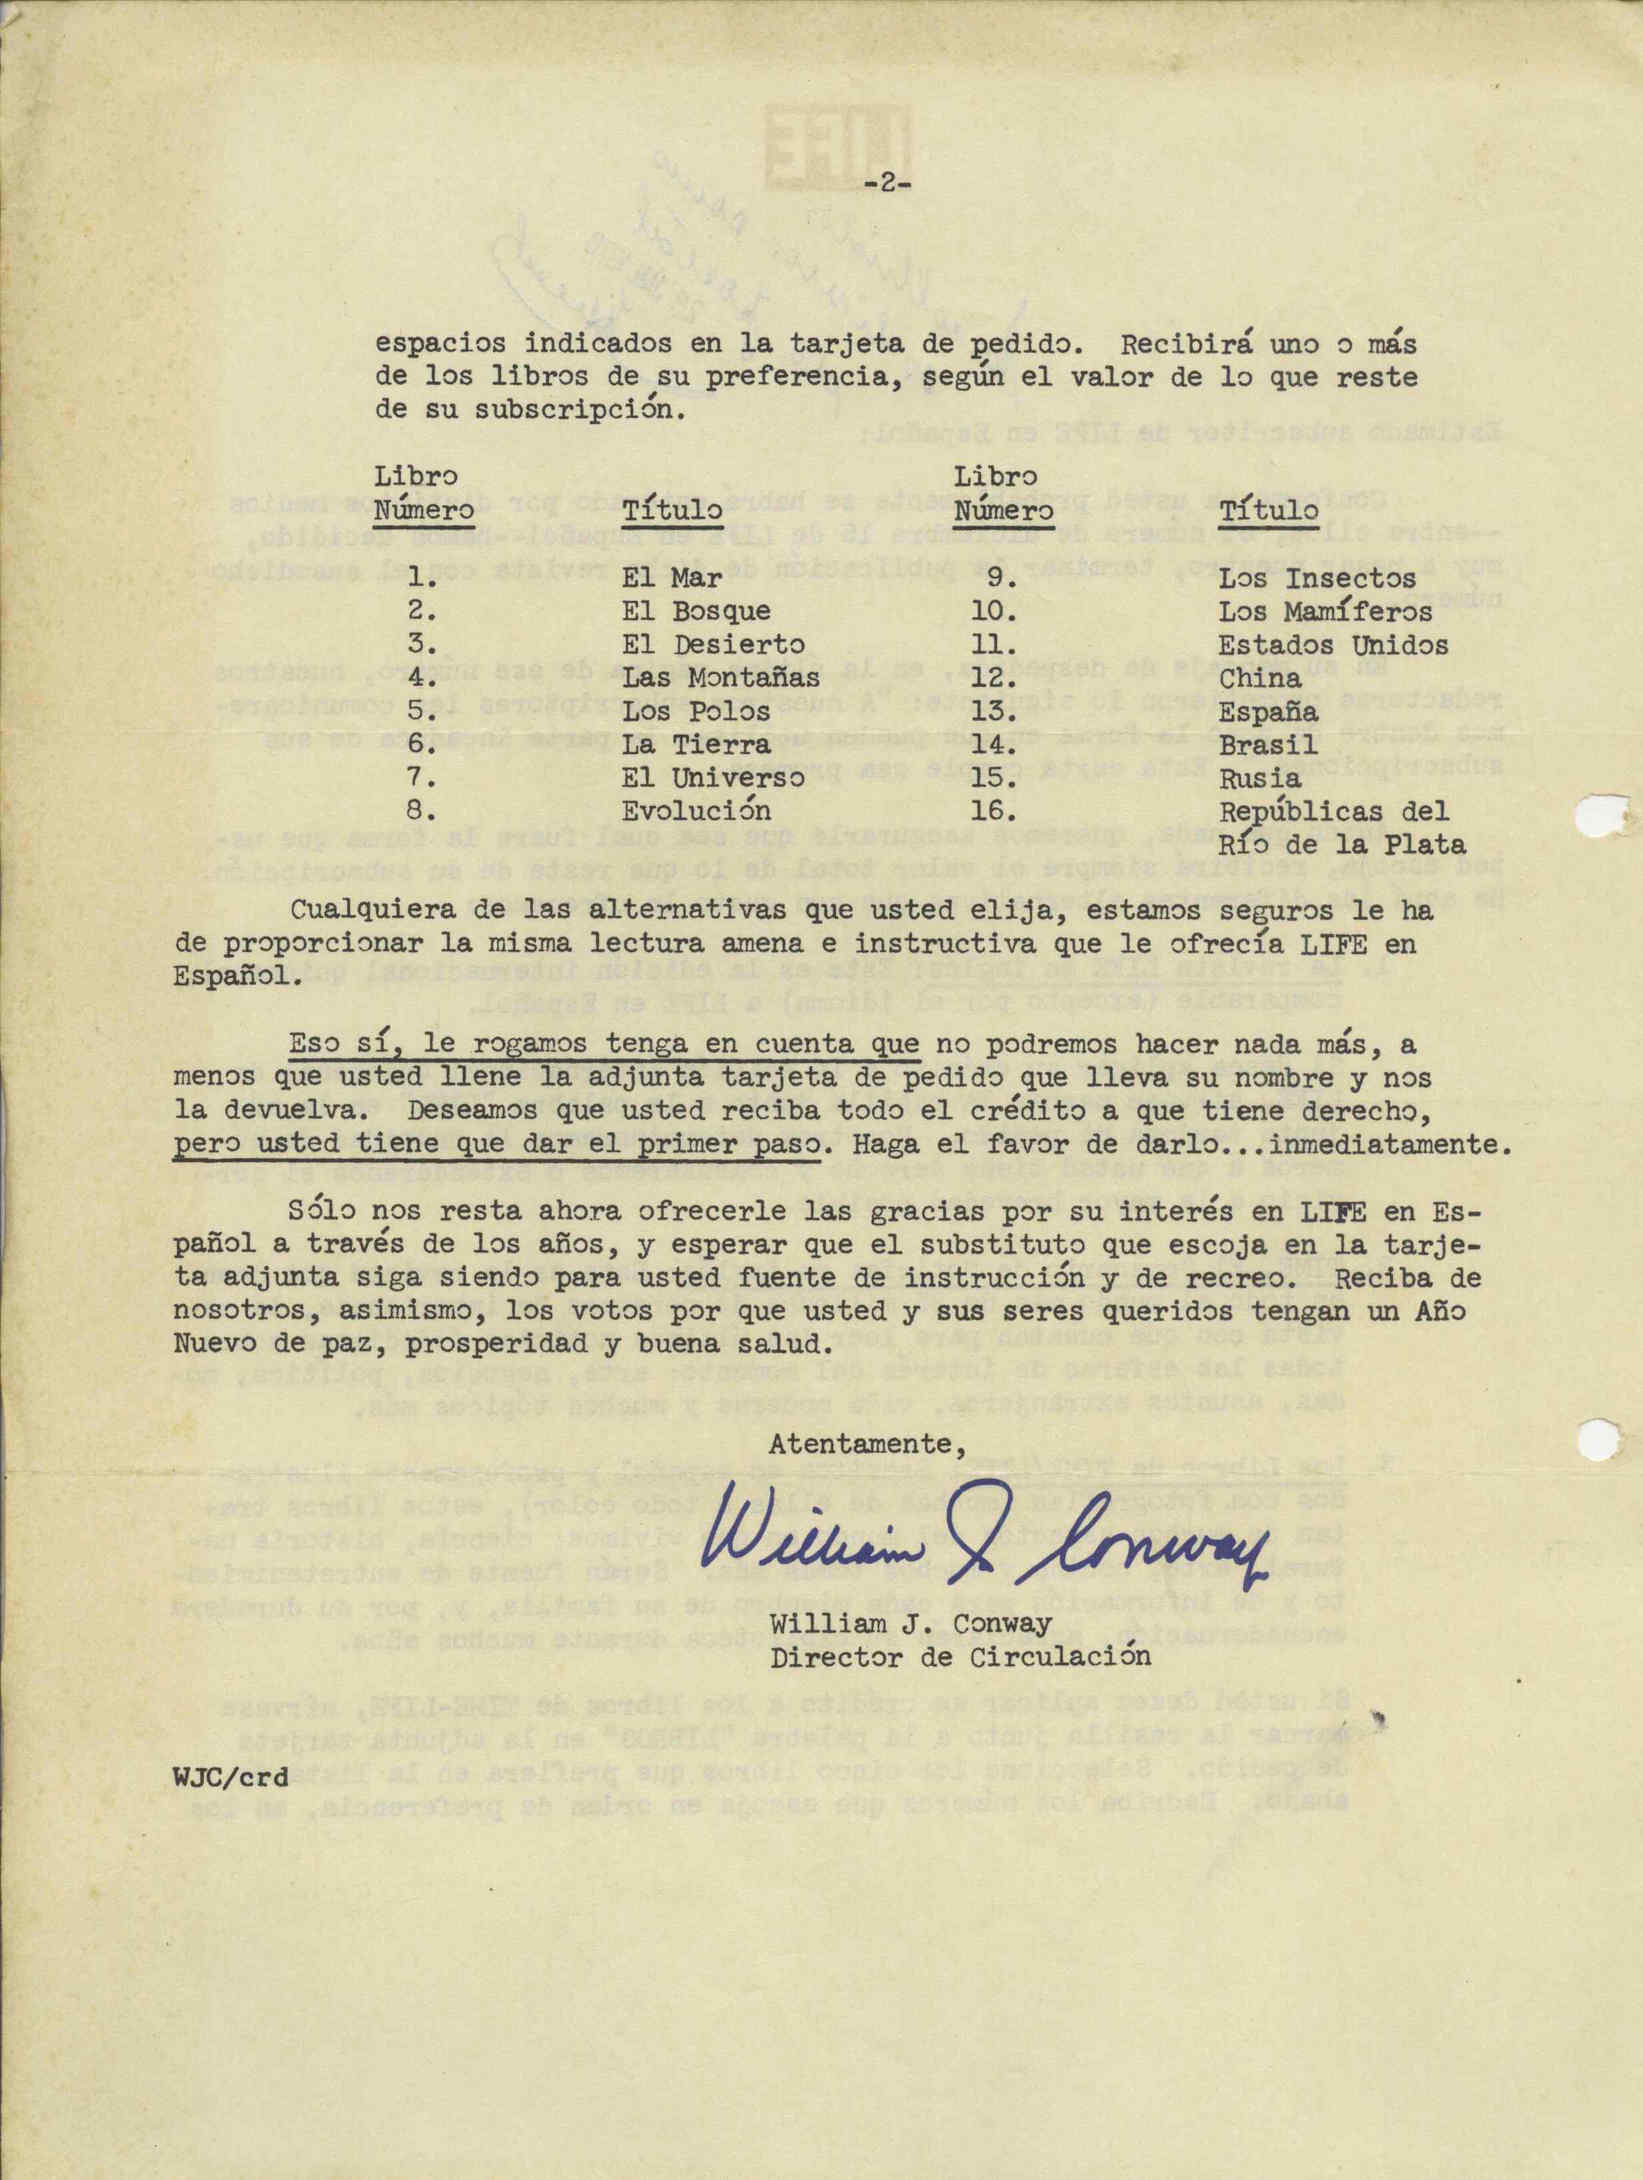 -2-
espacios indicados en la tarjeta de pedido. Recibirá uno o más
de los libros de su preferencia, según el valor de lo que reste
de su subscripción.
Libro Libro
Número Título Número Título
1. El Mar 9. Los Insectos
2. El Bosque 10. Los Mamíferos
3. El Desierto 11. Estados Unidos
4. Las Montañas 12. China
5. Los Polos 13. España
6. La Tierra 14. Brasil
7. El Universo 15. Rusia
8. Evolución 16. Repúblicas del
Río de la Plata
Cualquiera de las alternativas que usted elija, estamos seguros le ha
de proporcionar la misma lectura amena e instructiva que le ofrecía LIFE en
Español.
Eso sí, le rogamos tenga en cuenta que no podremos hacer nada más, a
menos que usted llene la adjunta tarjeta de pedido que lleva su nombre y nos
la devuelva. Deseamos que usted reciba todo el crédito a que tiene derecho,
pero usted tiene que dar el primer paso. Haga el favor de darlo...inmediatamente.
Sólo nos resta ahora ofrecerle las gracias por su interés en LIFE en Es-
pañol a través de los años, y esperar que el substituto que escoja en la tarje-
ta adjunta siga siendo para usted fuente de instrucción y de recreo. Reciba de
nosotros, asimismo, los votos por que usted y sus seres queridos tengan un Año
Nuevo de paz, prosperidad y buena salud.
Atentamente,
William J Conway
William J. Conway
Director de Circulación
WJC/crd